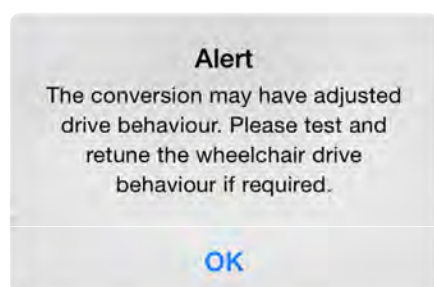 Alert
The conversion may have adjusted
drive behaviour. Please test and
retune the wheelchair drive
behaviour if required.
OK